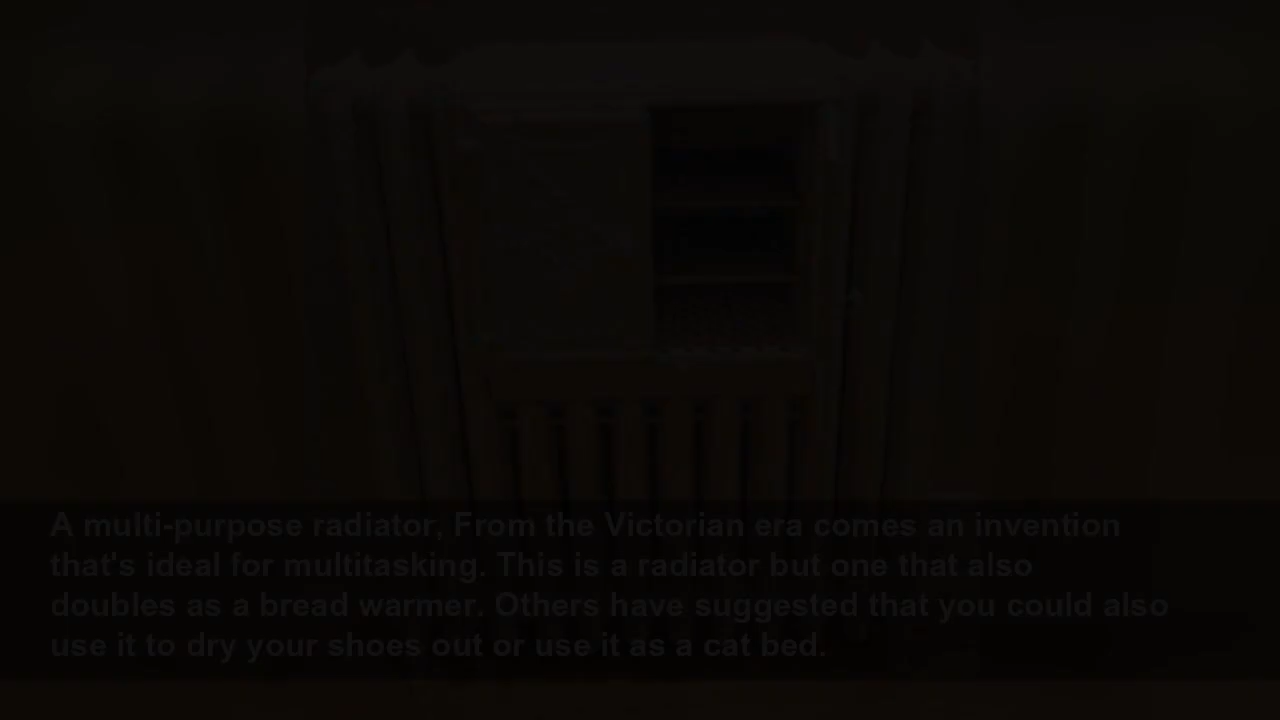 A multi-purpose radiator, From the Victorian era comes an invention
that's ideal for multitasking. This is a radiator but one that also
doubles as a bread warmer. Others have suggested that you could also
use it to dry your shoes out or use it as a cat bed.